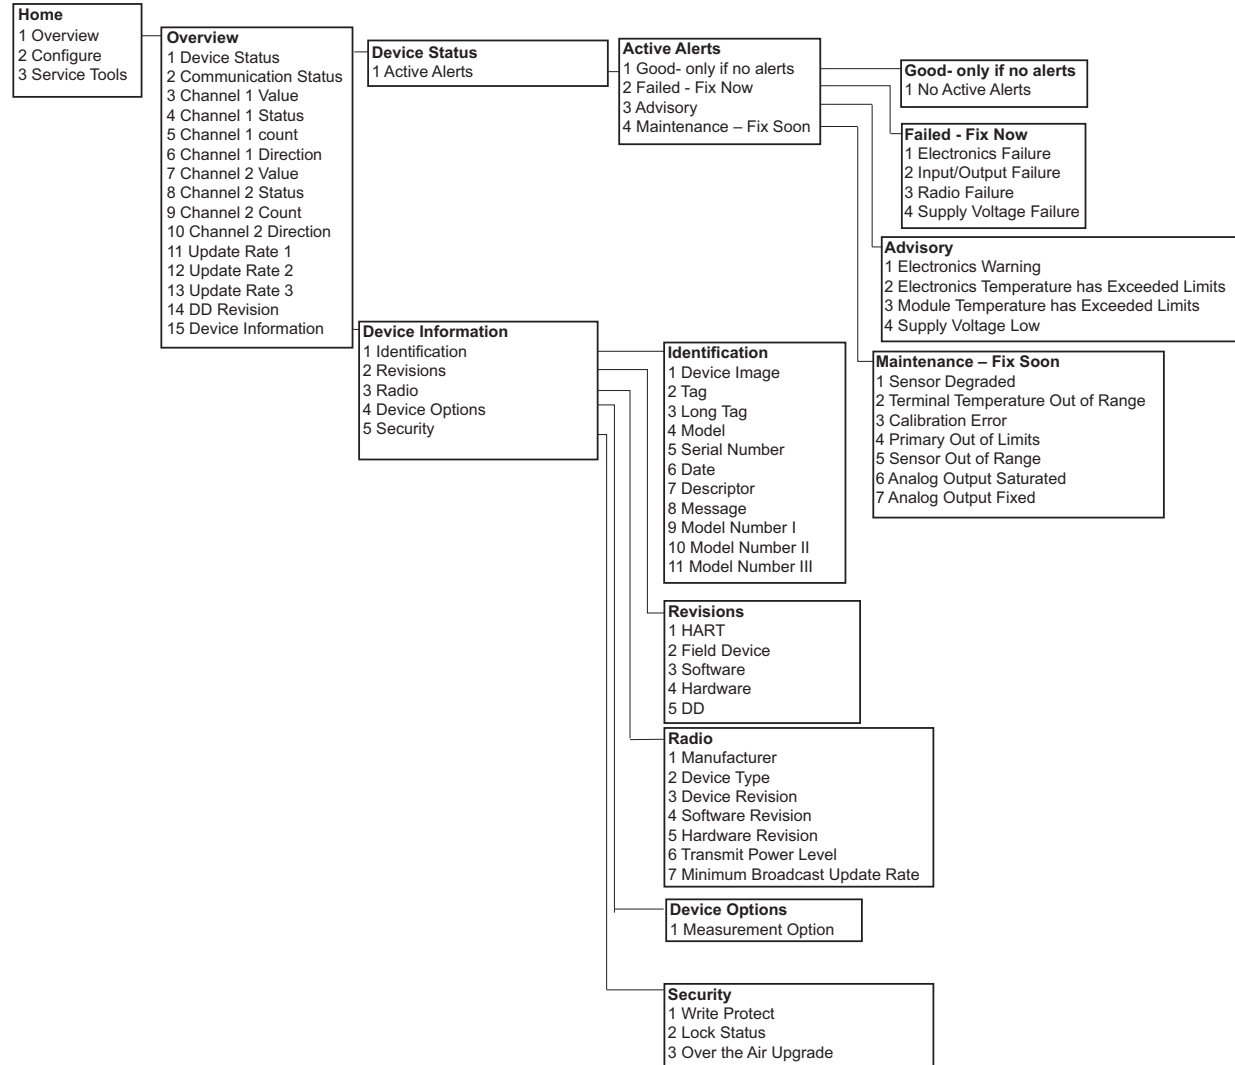 Home
1 Overview
2 Configure
3 Service Tools
Overview
1 Device Status
2 Communication Status
3 Channel 1 Value
4 Channel 1 Status
5 Channel 1 count
6 Channel 1 Direction
7 Channel 2 Value
8 Channel 2 Status
9 Channel 2 Count
10 Channel 2 Direction
11 Update Rate 1
12 Update Rate 2
13 Update Rate 3
14 DD Revision
15 Device Information
Device Status
1 Active Alerts
Active Alerts
1 Good- only if no alerts
2 Failed - Fix Now
3 Advisory
4 Maintenance – Fix Soon
Good- only if no alerts
1 No Active Alerts
Failed - Fix Now
1 Electronics Failure
2 Input/Output Failure
3 Radio Failure
4 Supply Voltage Failure
Advisory
1 Electronics Warning
2 Electronics Temperature has Exceeded Limits
3 Module Temperature has Exceeded Limits
4 Supply Voltage Low
Maintenance – Fix Soon
1 Sensor Degraded
2 Terminal Temperature Out of Range
3 Calibration Error
4 Primary Out of Limits
5 Sensor Out of Range
6 Analog Output Saturated
7 Analog Output Fixed
Device Information
1 Identification
2 Revisions
3 Radio
4 Device Options
5 Security
Identification
1 Device Image
2 Tag
3 Long Tag
4 Model
5 Serial Number
6 Date
7 Descriptor
8 Message
9 Model Number I
10 Model Number II
11 Model Number III
Revisions
1 HART
2 Field Device
3 Software
4 Hardware
5 DD
Radio
1 Manufacturer
2 Device Type
3 Device Revision
4 Software Revision
5 Hardware Revision
6 Transmit Power Level
7 Minimum Broadcast Update Rate
Device Options
1 Measurement Option
Security
1 Write Protect
2 Lock Status
3 Over the Air Upgrade